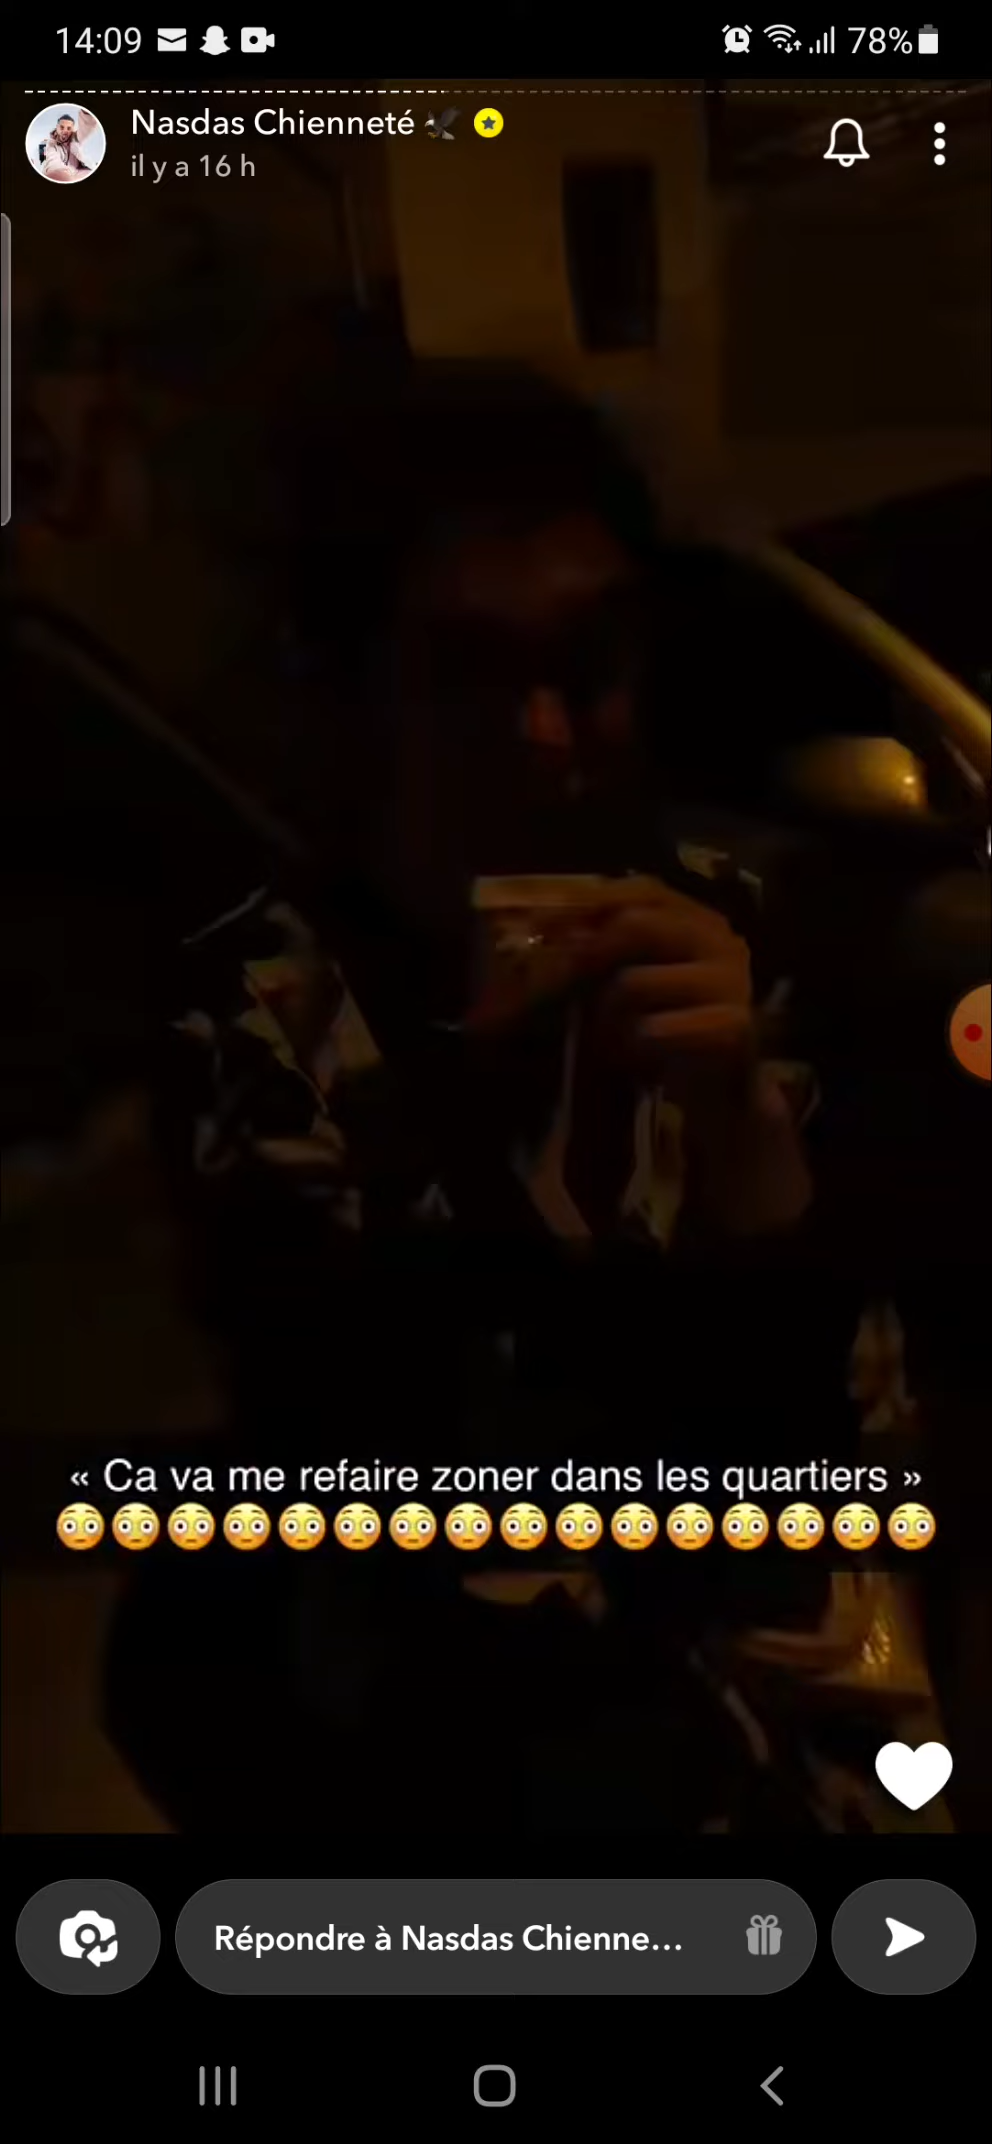 14:09
78%
Nasdas Chienneté 🦅
il y a 16 h
« Ca va me refaire zoner dans les quartiers »
😳😳😳😳😳😳😳😳😳😳😳😳😳😳😳😳
Répondre à Nasdas Chienne...